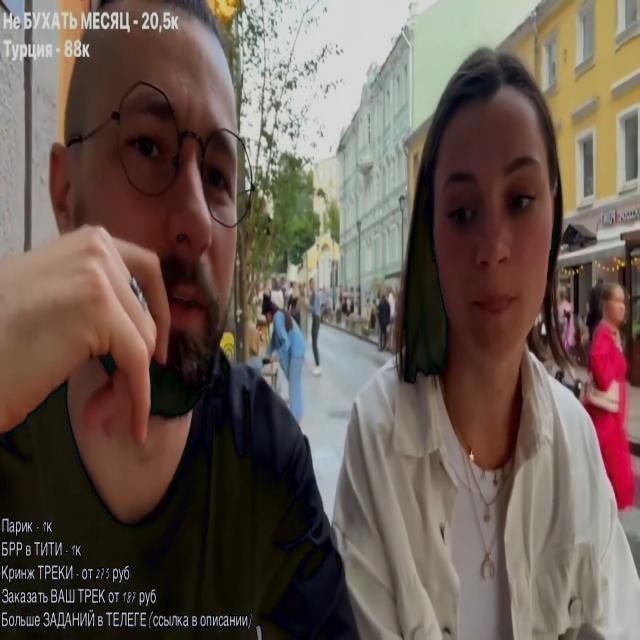 Не БУХАТЬ МЕСЯЦ - 20,5к
Турция - 88к
Парик - 1к
БРР в ТИТИ - 1к
Кринж ТРЕКИ - от 275 руб
Заказать ВАШ ТРЕК от 187 руб
Больше ЗАДАНИЙ в ТЕЛЕГЕ (ссылка в описании)